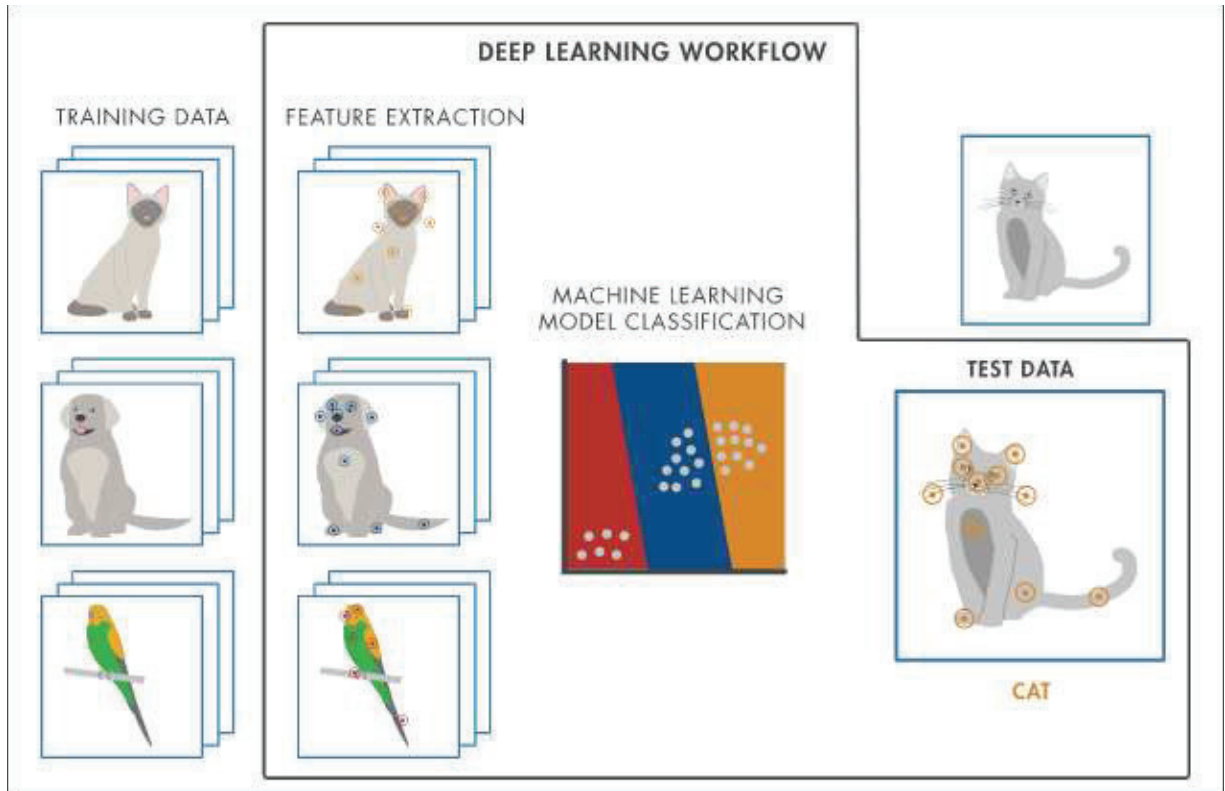 DEEP LEARNING WORKFLOW
TRAINING DATA
FEATURE EXTRACTION
MACHINE LEARNING
MODEL CLASSIFICATION
TEST DATA
CAT